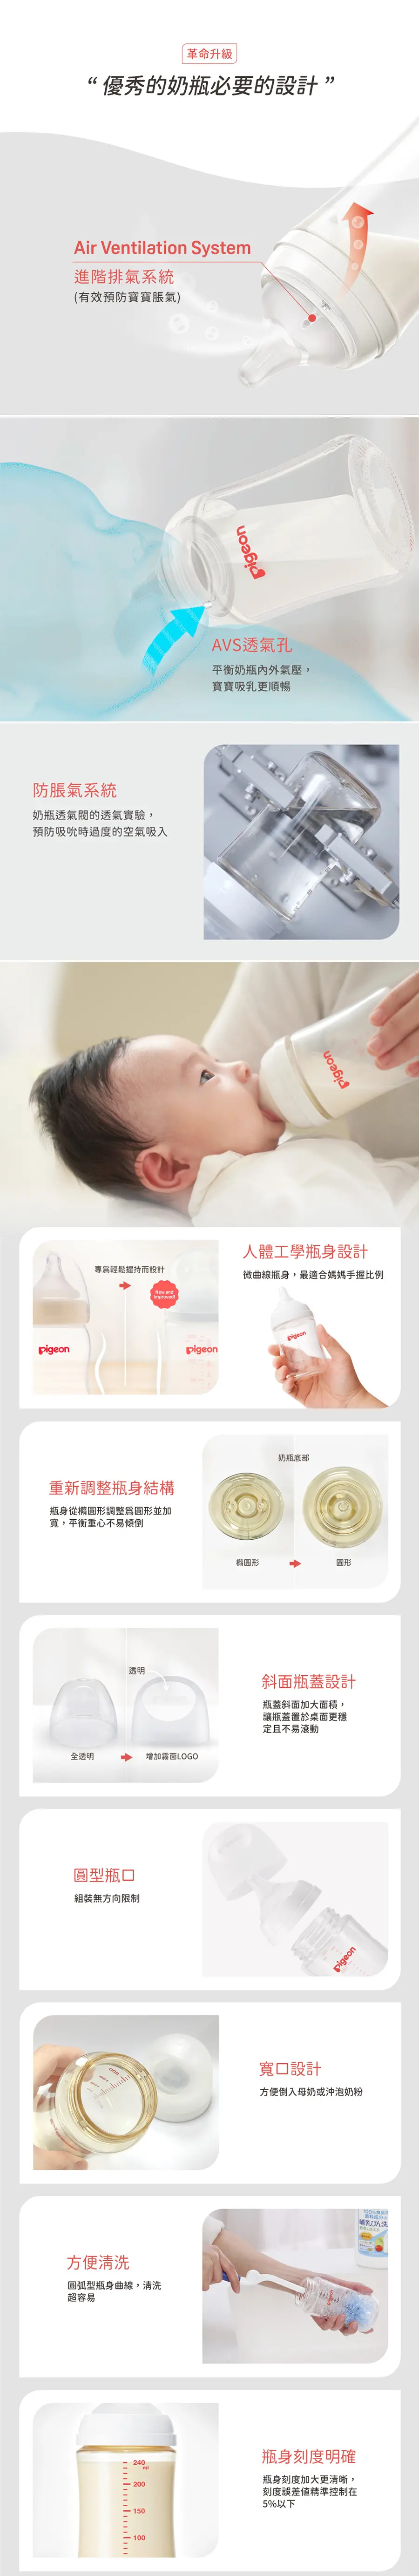 革命升級
“ 優秀的奶瓶必要的設計 ”
Air Ventilation System
進階排氣系統
(有效預防寶寶脹氣)
pigeon
AVS透氣孔
平衡奶瓶內外氣壓，
寶寶吸乳更順暢
防脹氣系統
奶瓶透氣閥的透氣實驗，
預防吸吮時過度的空氣吸入
pigeon
人體工學瓶身設計
微曲線瓶身，最適合媽媽手握比例
專為輕鬆握持而設計
New and
Improved!
pigeon
pigeon
pigeon
重新調整瓶身結構
瓶身從橢圓形調整爲圓形並加
寬，平衡重心不易傾倒
奶瓶底部
橢圓形
圓形
透明
全透明
增加霧面LOGO
斜面瓶蓋設計
瓶蓋斜面加大面積，
讓瓶蓋置於桌面更穩
定且不易滾動
圓型瓶口
組裝無方向限制
pigeon
寬口設計
方便倒入母奶或沖泡奶粉
方便清洗
圓弧型瓶身曲線，清洗
超容易
哺乳びん洗
240
ml
200
150
100
瓶身刻度明確
瓶身刻度加大更清晰，
刻度誤差值精準控制在
5%以下